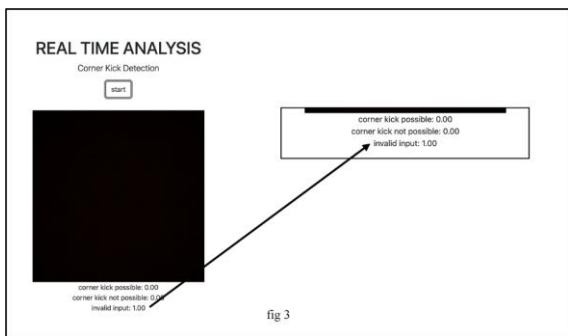 REAL TIME ANALYSIS
Corner Kick Detection
start
corner kick possible: 0.00
corner kick not possible: 0.00
invalid input: 1.00
corner kick possible: 0.00
corner kick not possible: 0.00
invalid input: 1.00
fig 3